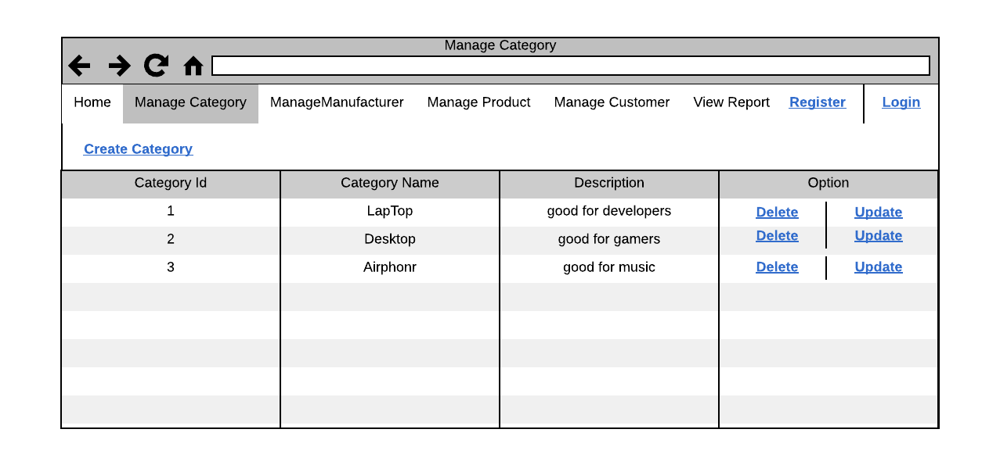 Manage Category
Home Manage Category ManageManufacturer Manage Product Manage Customer View Report Register Login
Create Category
Category Id Category Name Description Option
1 LapTop good for developers Delete Update
2 Desktop good for gamers Delete Update
3 Airphonr good for music Delete Update